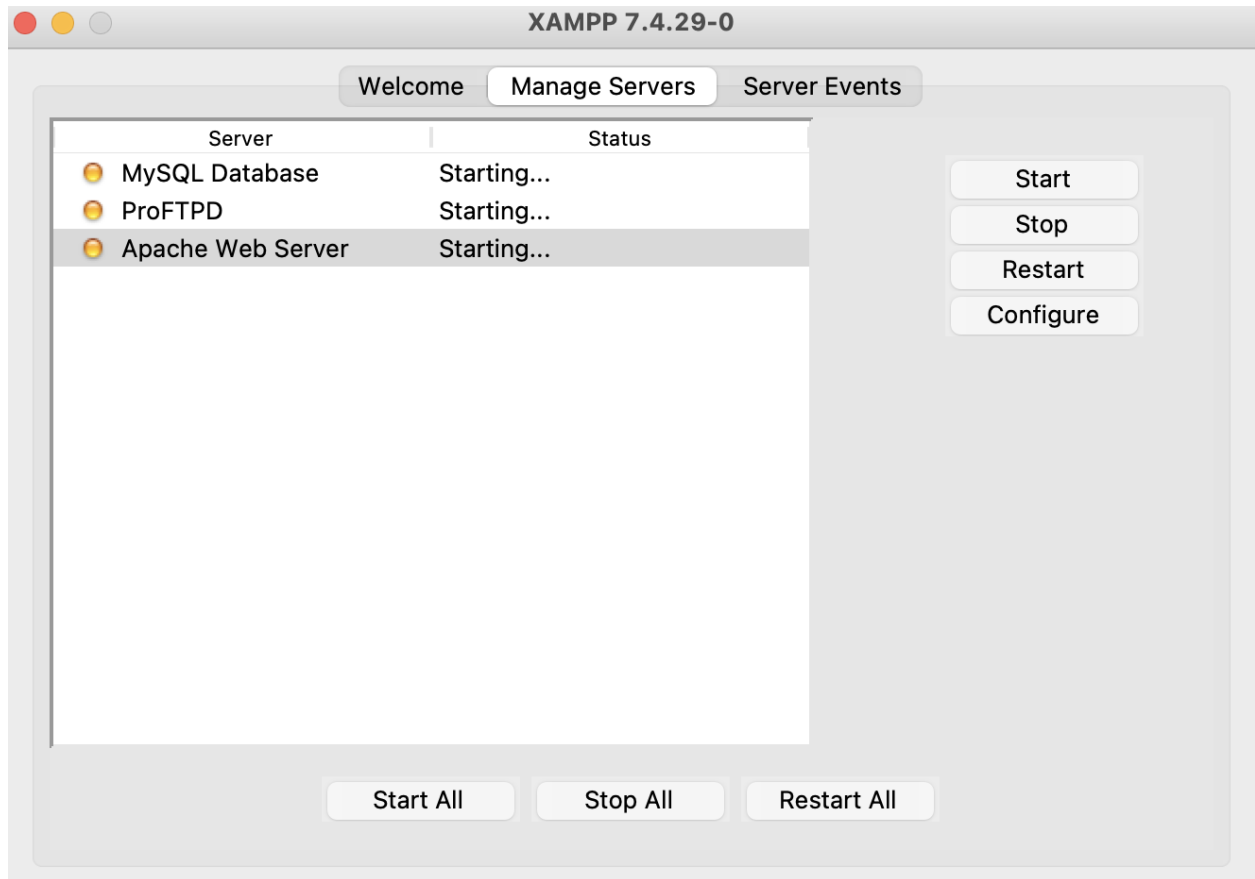 XAMPP 7.4.29-0
Welcome Manage Servers Server Events
Server Status
MySQL Database Starting...
ProFTPD Starting...
Apache Web Server Starting...
Start
Stop
Restart
Configure
Start All Stop All Restart All